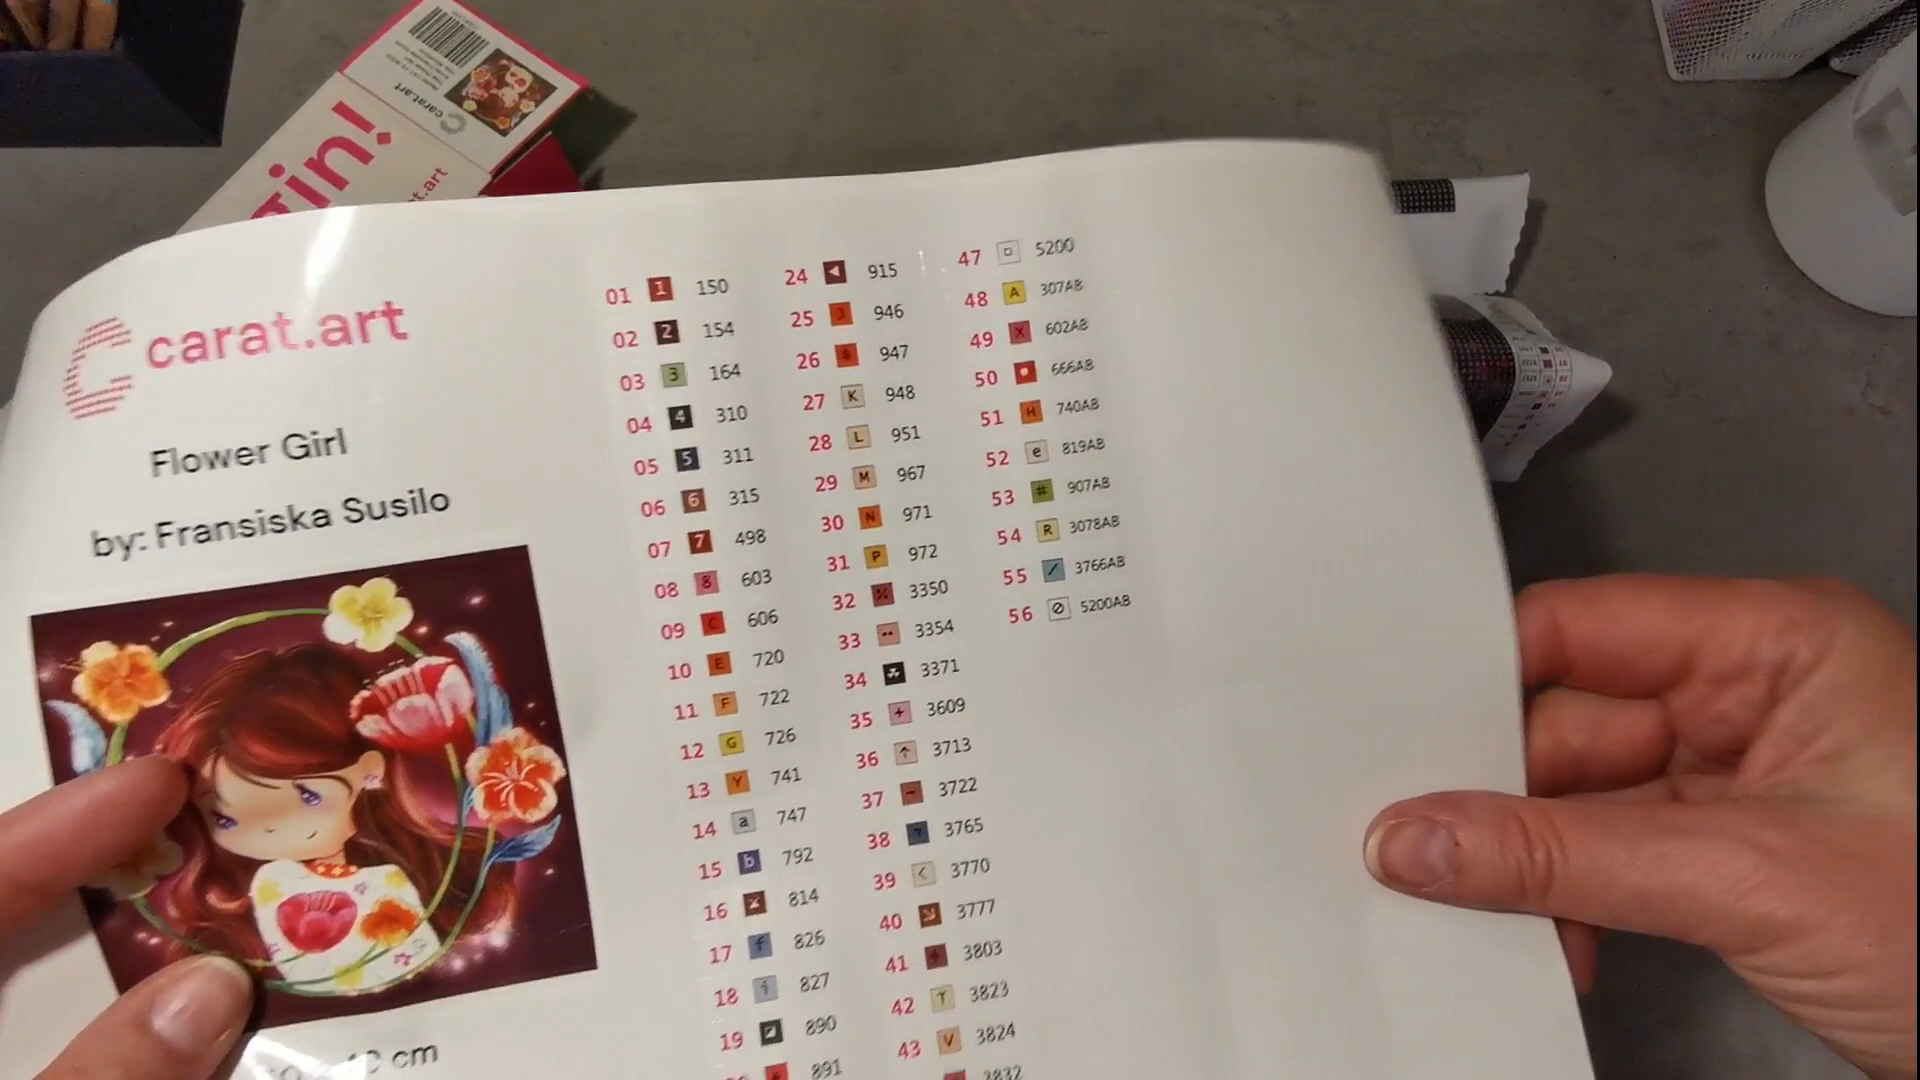 gin!
carat.art
carat.art
Flower Girl
by: Fransiska Susilo
cm
01 1 150
02 2 154
03 3 164
04 4 310
05 5 311
06 6 315
07 7 498
08 8 603
09 C 606
10 E 720
11 F 722
12 G 726
13 Y 741
14 a 747
15 b 792
16 814
17 f 826
18 i 827
19 890
891
24 915
25 J 946
26 $ 947
27 K 948
28 L 951
29 M 967
30 N 971
31 P 972
32 % 3350
33 3354
34 3371
35 + 3609
36 ↑ 3713
37 - 3722
38 3765
39 < 3770
40 3777
41 3803
42 T 3823
43 V 3824
3832
47 5200
48 A 307AB
49 X 602AB
50 666AB
51 H 740AB
52 e 819AB
53 # 907AB
54 R 3078AB
55 / 3766AB
56 ⊘ 5200AB